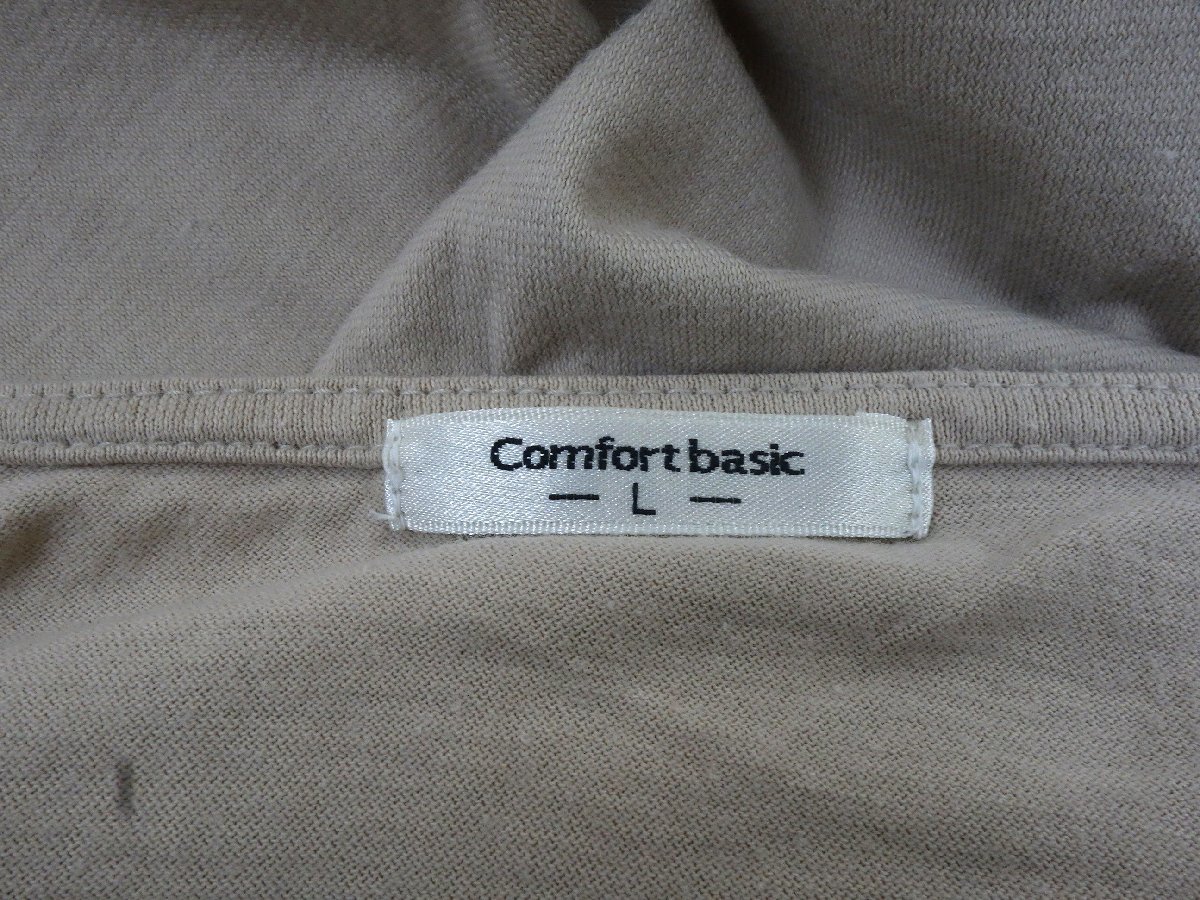 Comfort basic
— L —